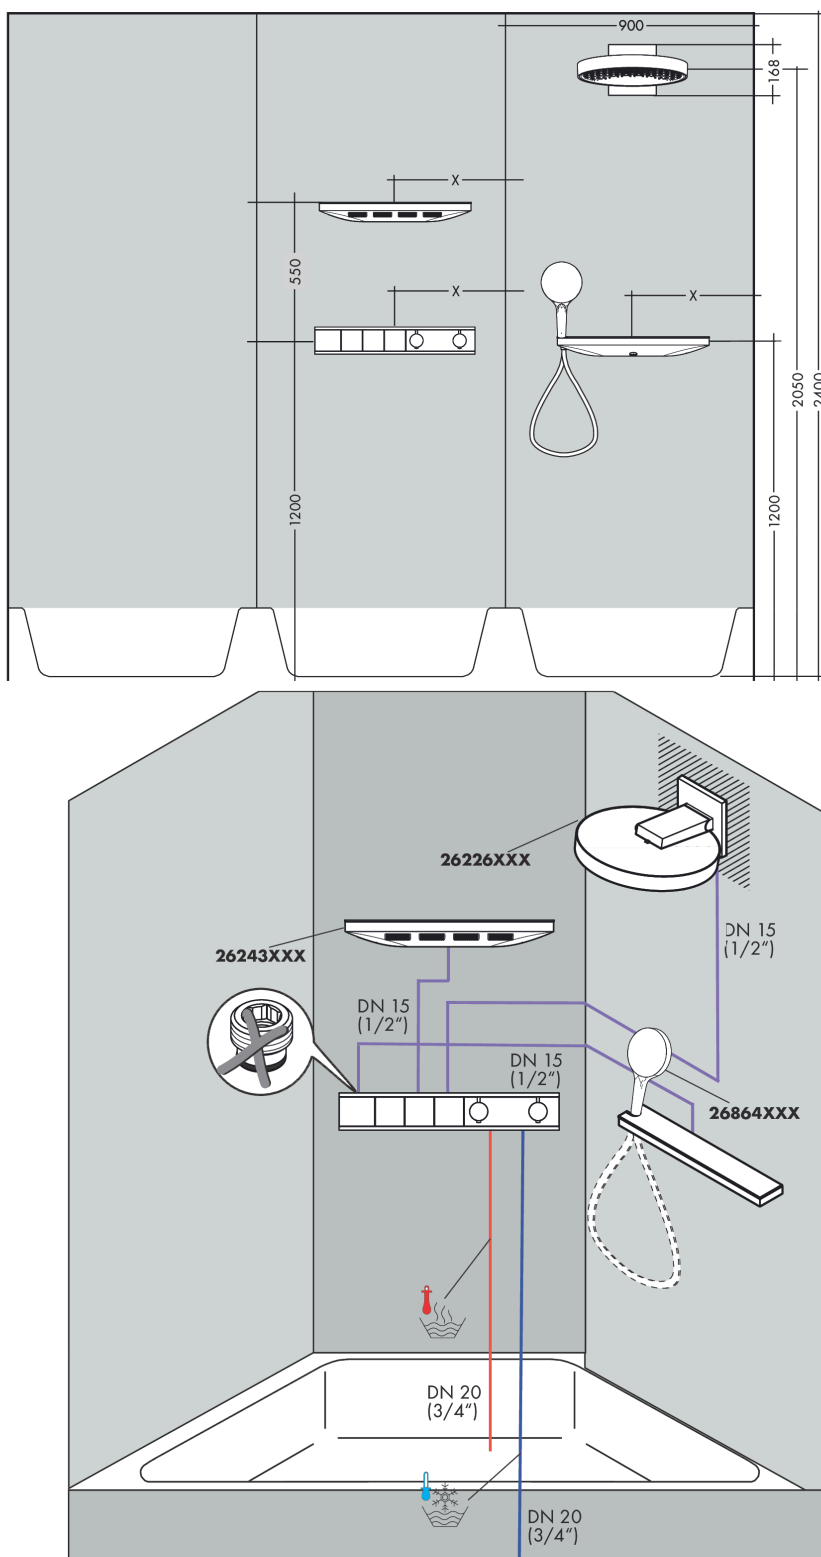 900
168
X
550
X
X
2050
2400
1200
1200
26226XXX
DN 15
(1/2“)
26243XXX
DN 15
(1/2“)
DN 15
(1/2“)
26864XXX
DN 20
(3/4“)
DN 20
(3/4“)